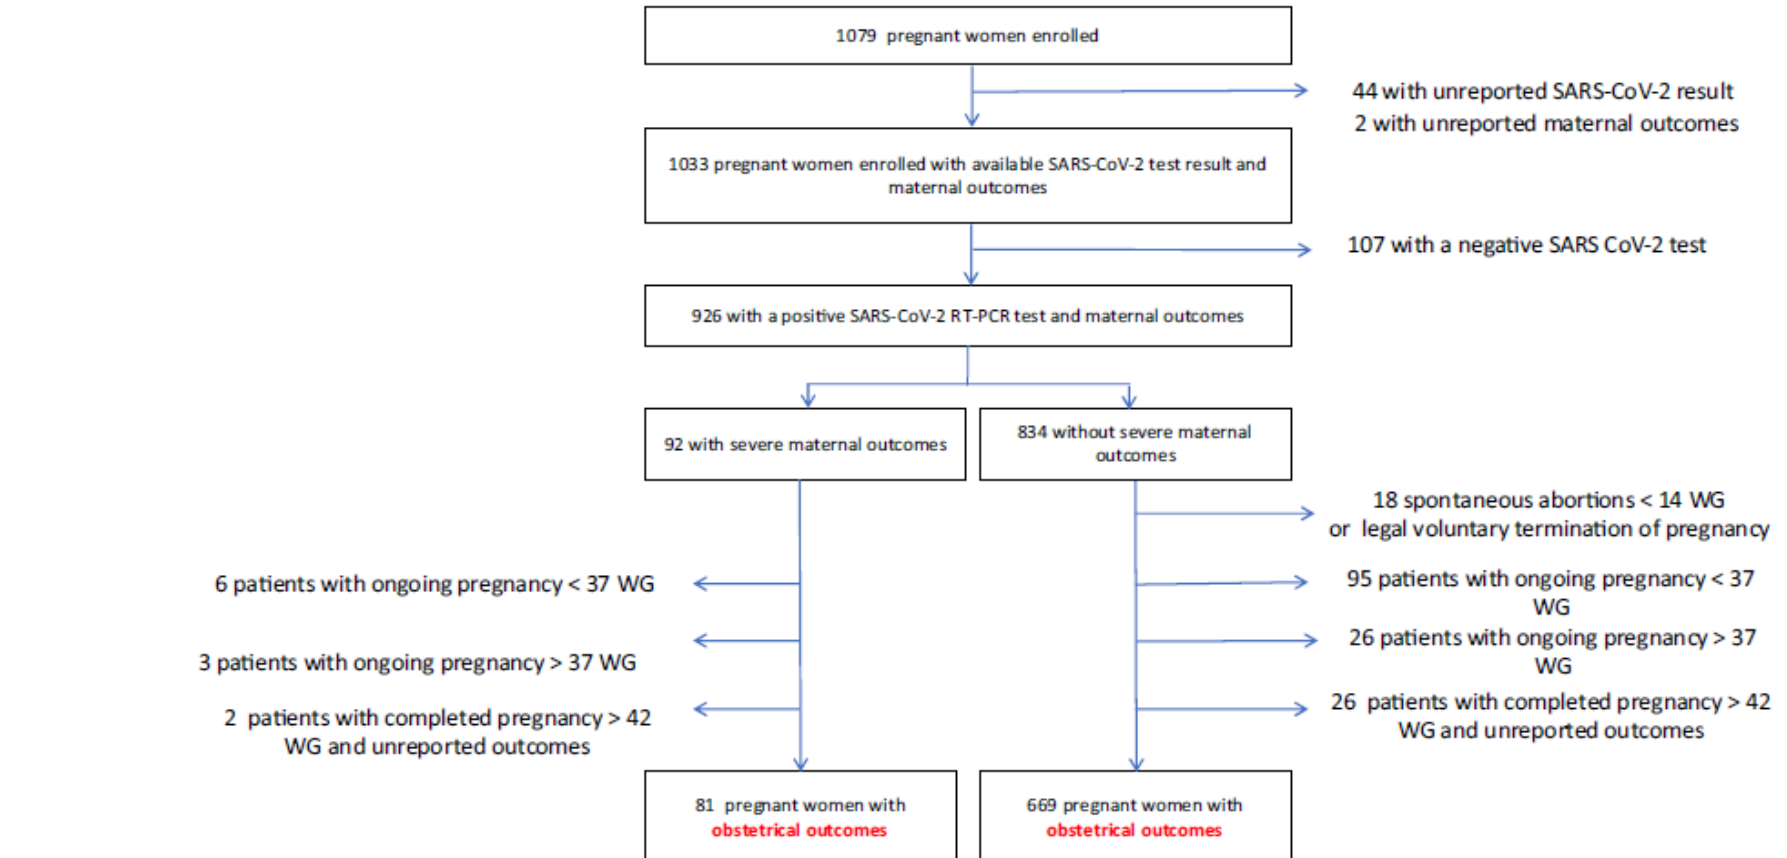 1079 pregnant women enrolled
44 with unreported SARS-CoV-2 result
2 with unreported maternal outcomes
1033 pregnant women enrolled with available SARS-CoV-2 test result and
maternal outcomes
107 with a negative SARS CoV-2 test
926 with a positive SARS-CoV-2 RT-PCR test and maternal outcomes
92 with severe maternal outcomes
834 without severe maternal
outcomes
18 spontaneous abortions < 14 WG
or legal voluntary termination of pregnancy
6 patients with ongoing pregnancy < 37 WG
95 patients with ongoing pregnancy < 37
WG
3 patients with ongoing pregnancy > 37 WG
26 patients with ongoing pregnancy > 37
WG
2 patients with completed pregnancy > 42
WG and unreported outcomes
26 patients with completed pregnancy > 42
WG and unreported outcomes
81 pregnant women with
obstetrical outcomes
669 pregnant women with
obstetrical outcomes